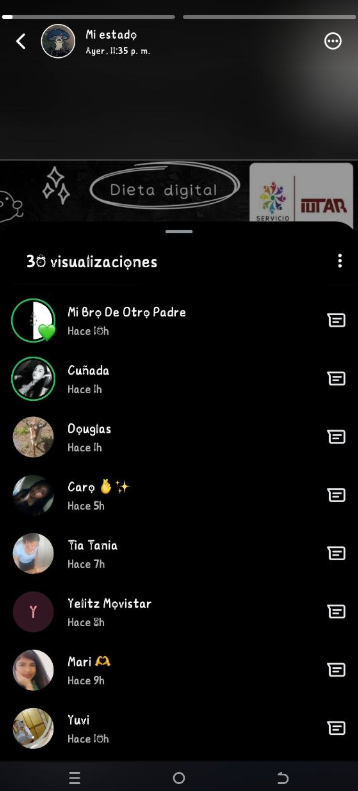 Mi estado
Ayer, 11:35 p. m.
Dieta digital
SERVICIO
IUTAR
30 visualizaciones
Mi Bro De Otro Padre
Hace 10h
Cuñada
Hace 1h
Douglas
Hace 1h
Caro 🫰✨
Hace 5h
Tia Tania
Hace 7h
Y
Yelitz Movistar
Hace 8h
Mari 🫶
Hace 9h
Yuvi
Hace 10h